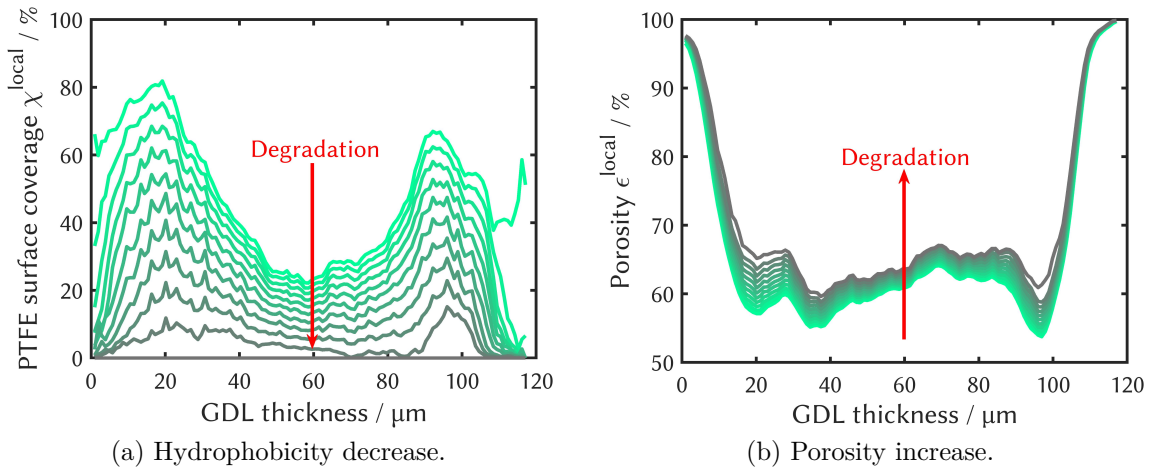 PTFE surface coverage χ^local / %
100
80
60
40
20
0
Degradation
0 20 40 60 80 100 120
GDL thickness / μm
(a) Hydrophobicity decrease.
Porosity ϵ^local / %
100
90
80
70
60
50
Degradation
0 20 40 60 80 100 120
GDL thickness / μm
(b) Porosity increase.